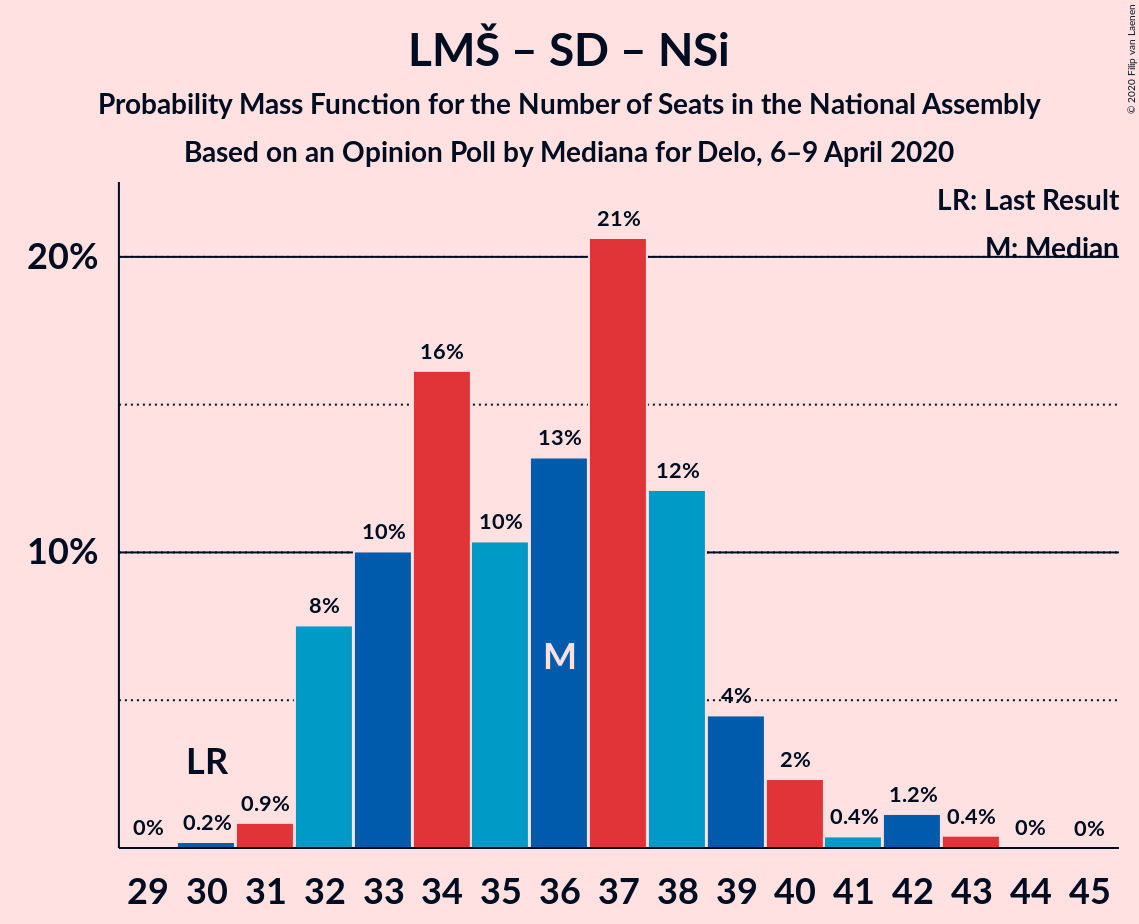 LMŠ – SD – NSi
Probability Mass Function for the Number of Seats in the National Assembly
Based on an Opinion Poll by Mediana for Delo, 6–9 April 2020
© 2020 Filip van Laenen
LR: Last Result
M: Median
20%
10%
0%
0.2%
0.9%
8%
10%
16%
10%
13%
21%
12%
4%
2%
0.4%
1.2%
0.4%
0%
0%
LR
M
29 30 31 32 33 34 35 36 37 38 39 40 41 42 43 44 45